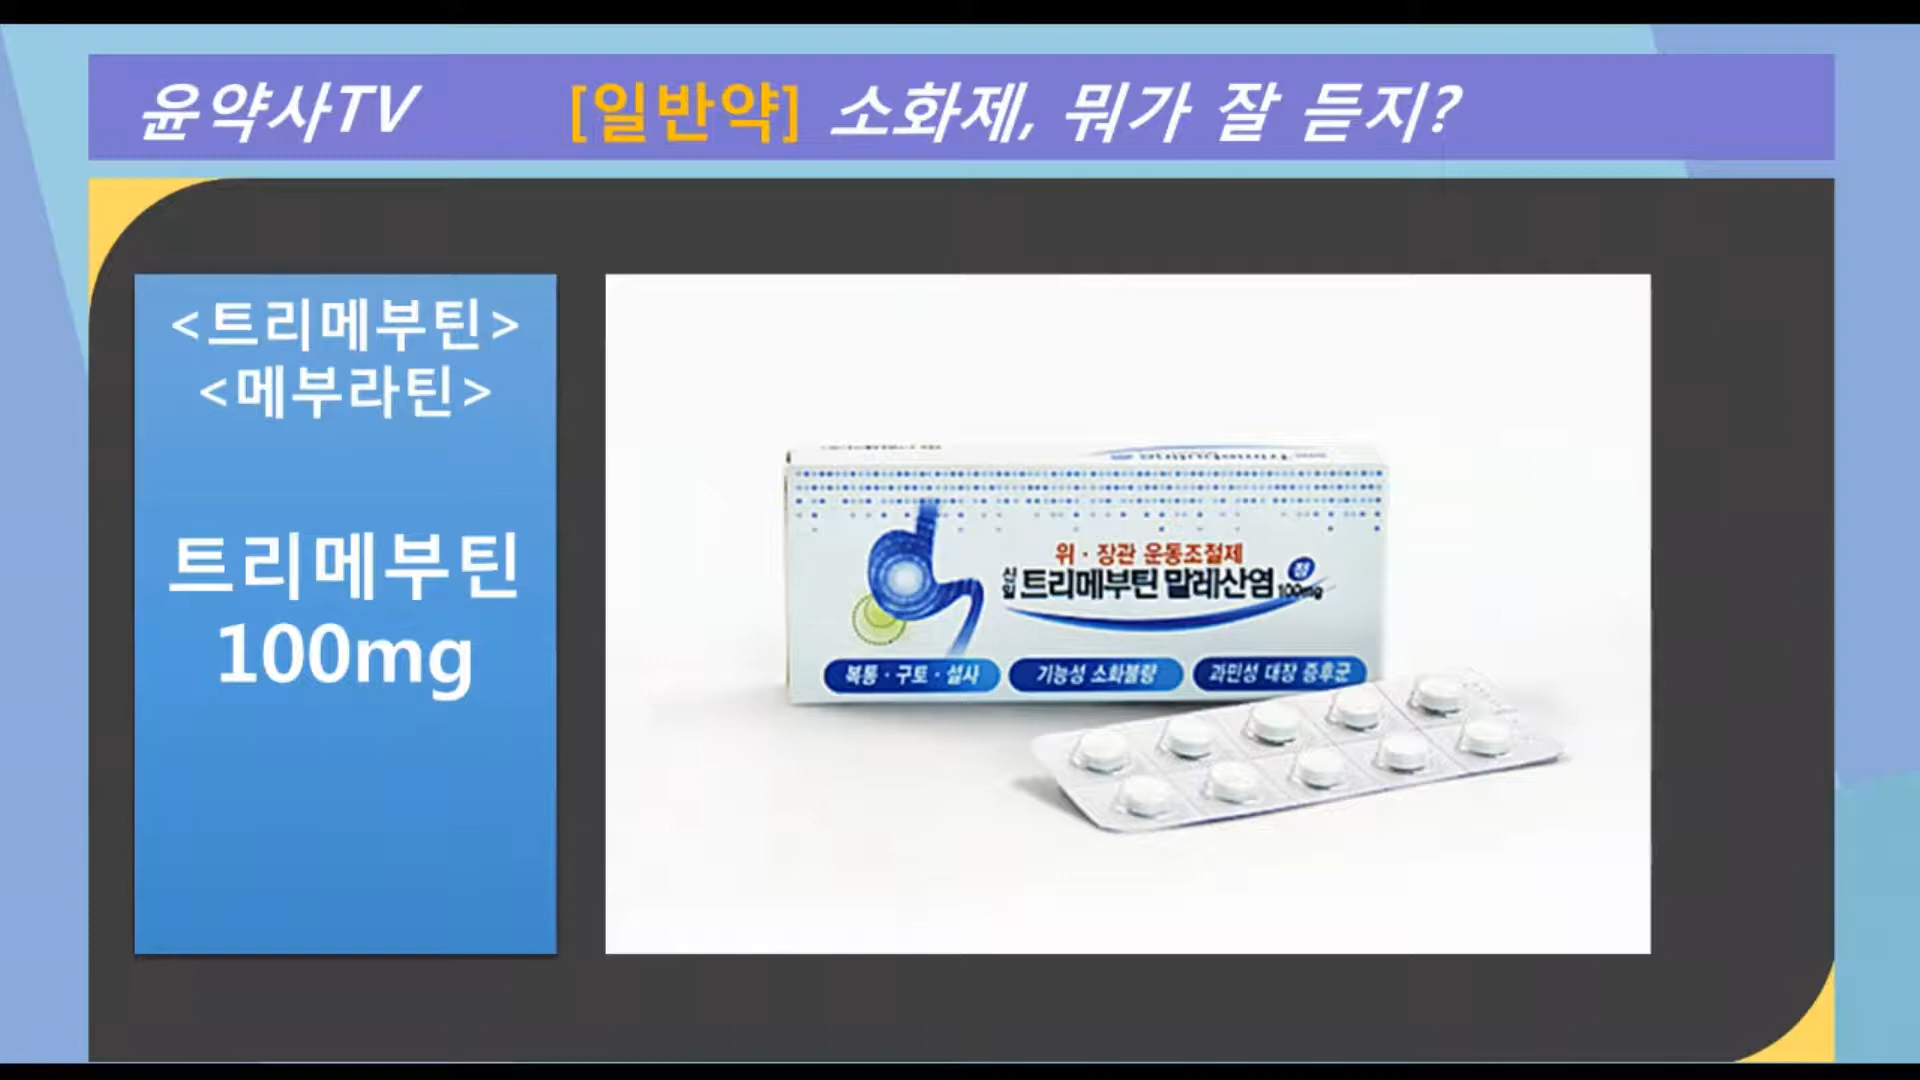 윤약사TV
[일반약] 소화제, 뭐가 잘 듣지?
<트리메부틴>
<메부라틴>
트리메부틴
100mg
위·장관 운동조절제
신일 트리메부틴 말레산염 정 100mg
복통·구토·설사
기능성 소화불량
과민성 대장 증후군